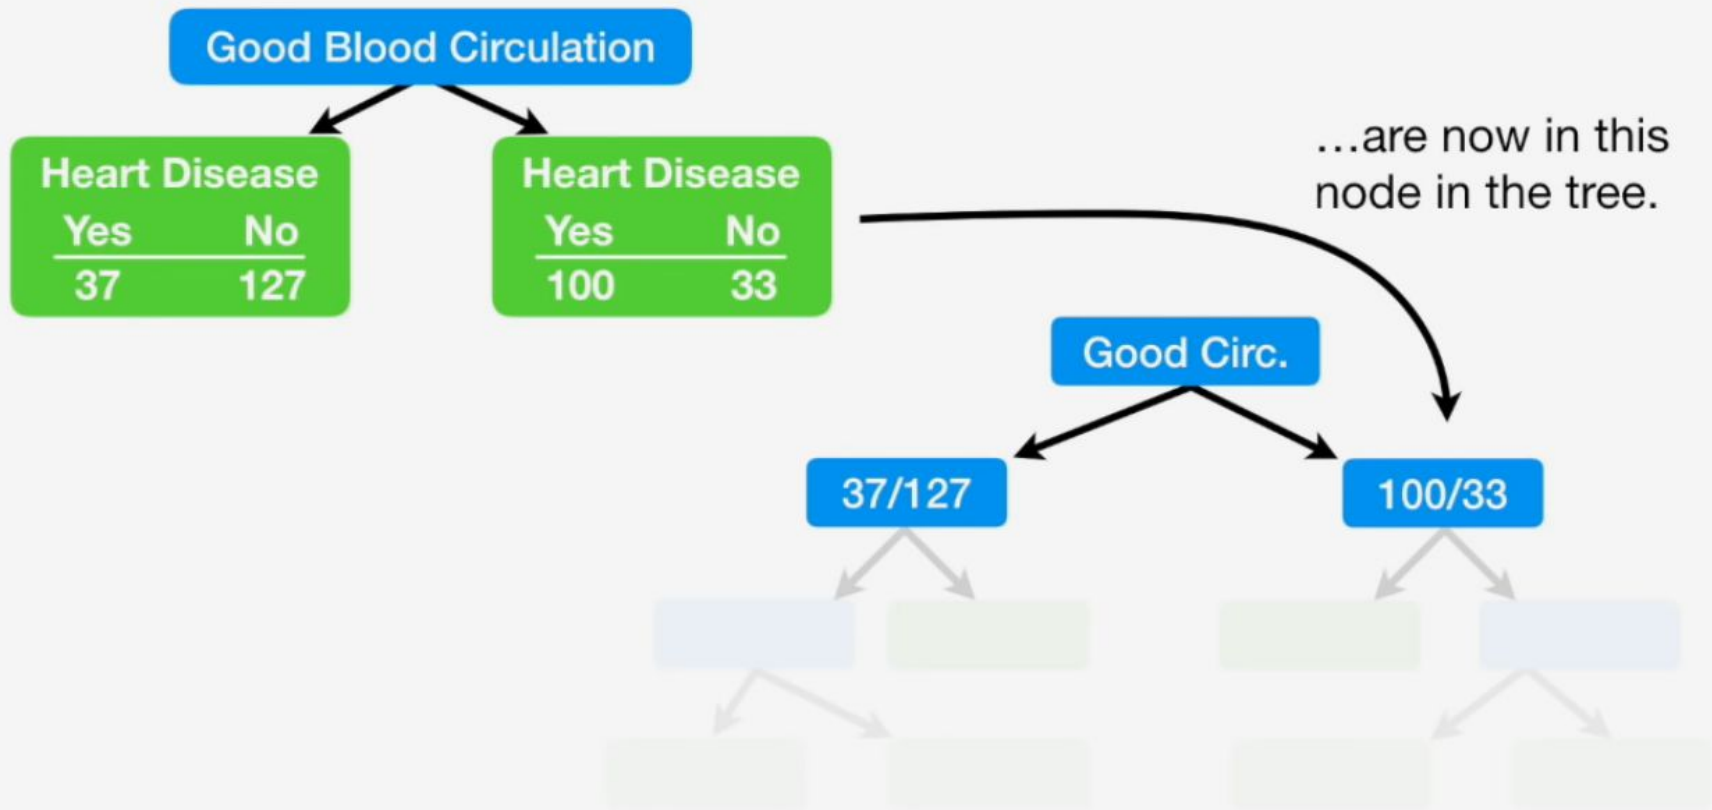 Good Blood Circulation
Heart Disease
Yes No
37 127
Heart Disease
Yes No
100 33
...are now in this
node in the tree.
Good Circ.
37/127
100/33